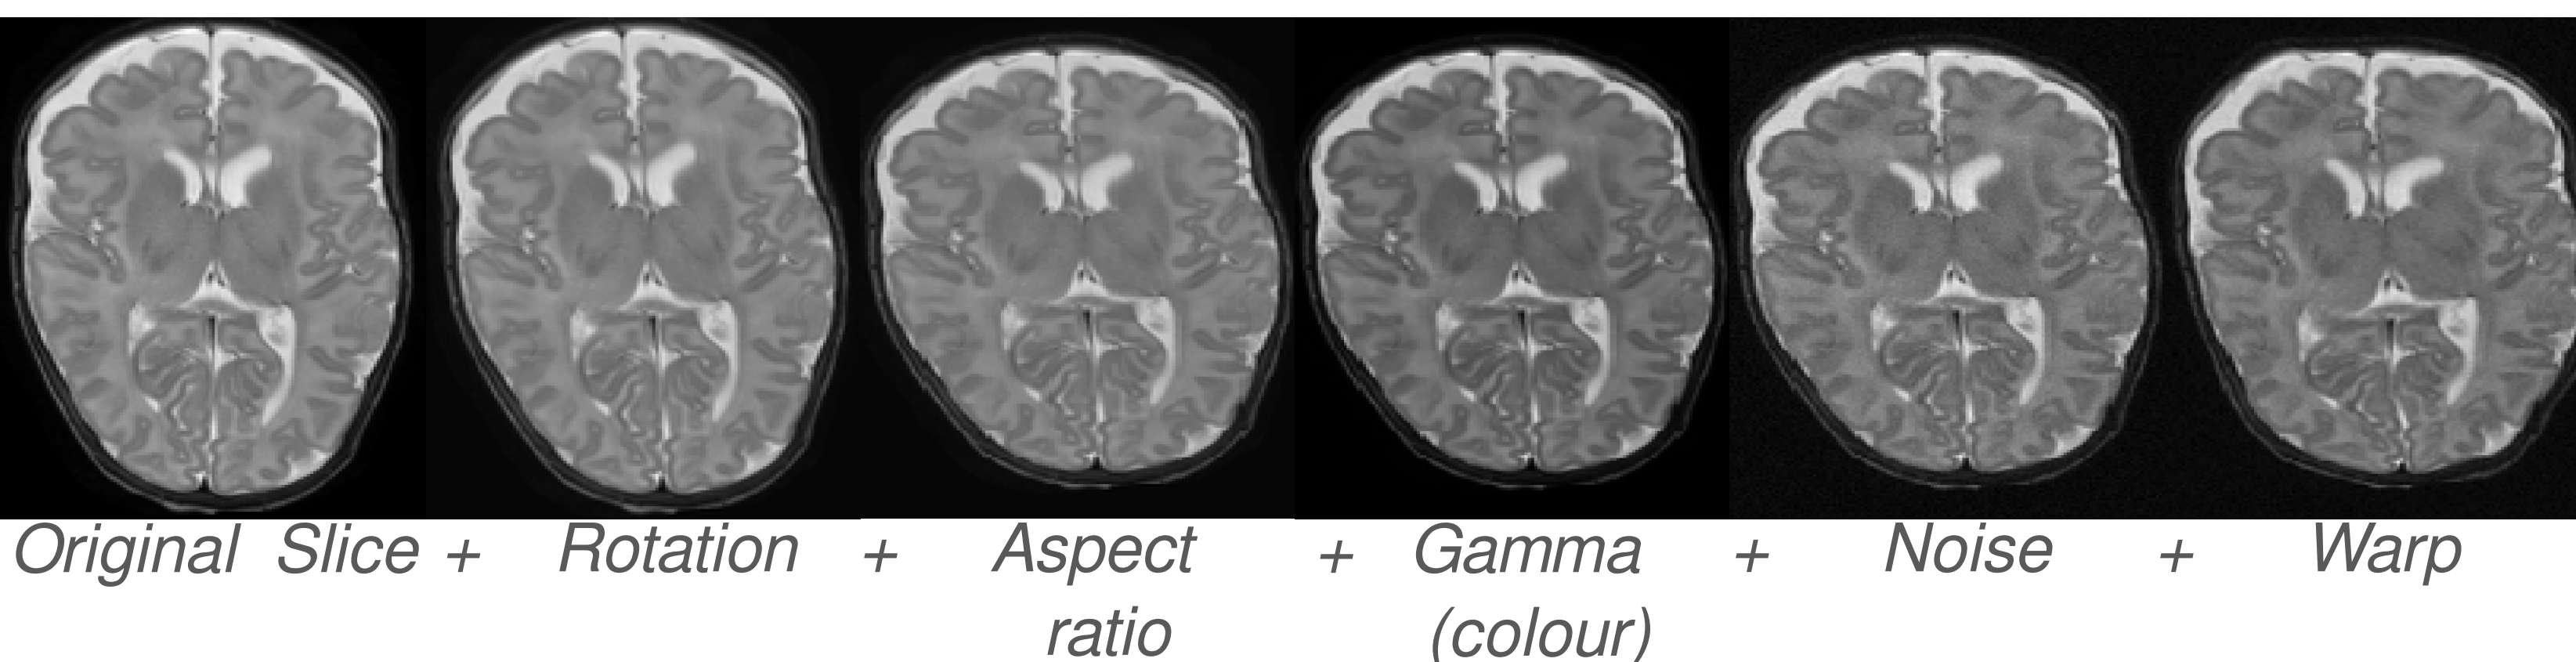 Original Slice + Rotation + Aspect + Gamma + Noise + Warp
ratio (colour)